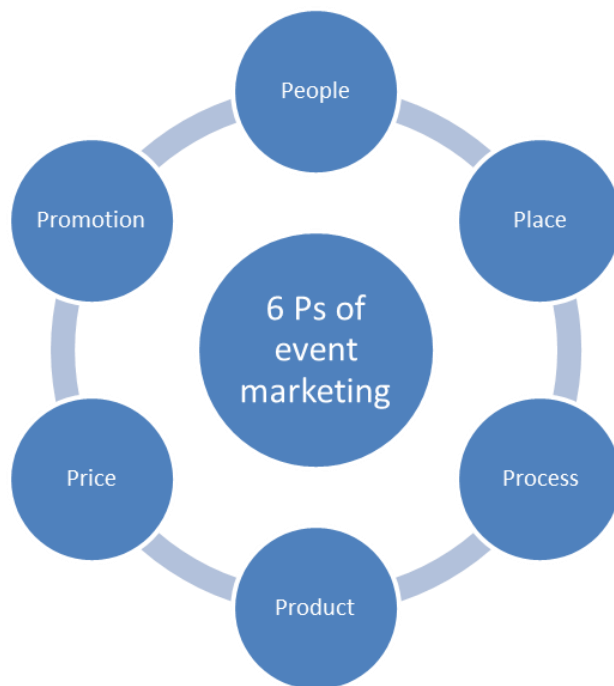 People
Promotion
Place
6 Ps of
event
marketing
Price
Process
Product